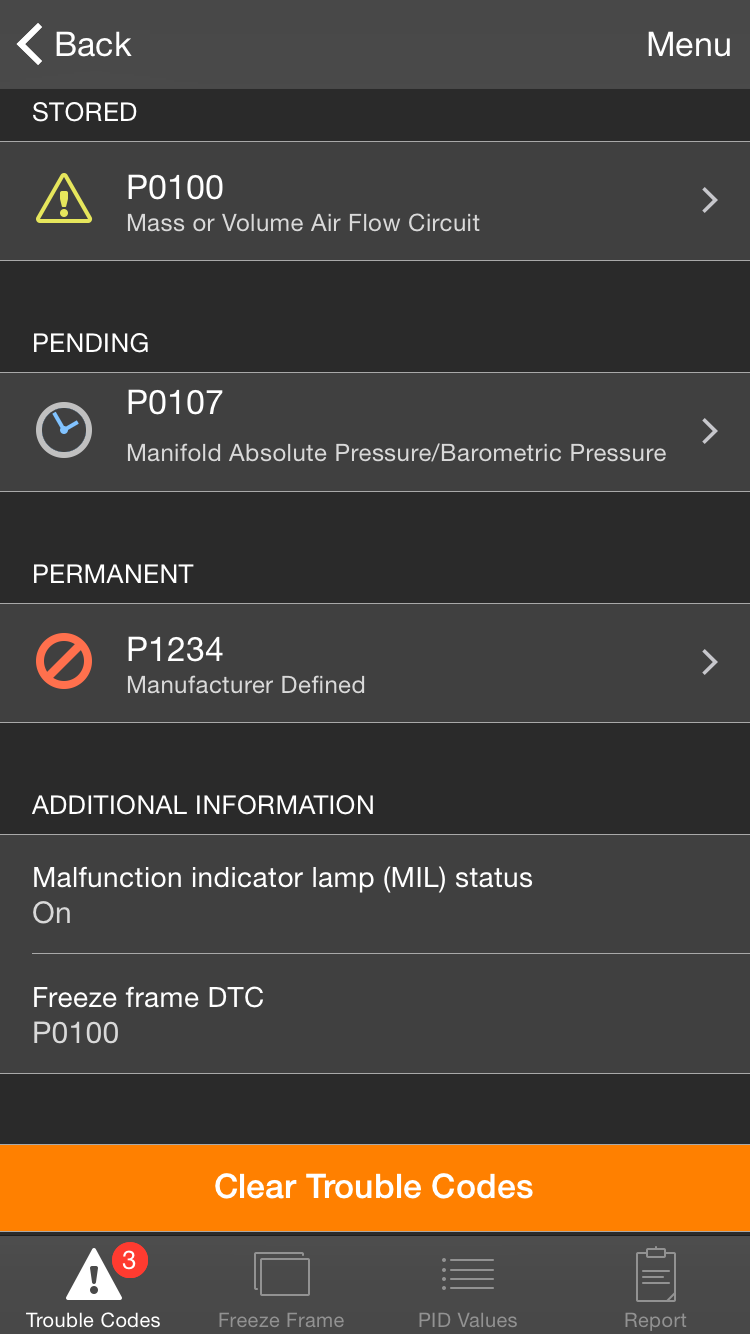 Back
Menu
STORED
P0100
Mass or Volume Air Flow Circuit
PENDING
P0107
Manifold Absolute Pressure/Barometric Pressure
PERMANENT
P1234
Manufacturer Defined
ADDITIONAL INFORMATION
Malfunction indicator lamp (MIL) status
On
Freeze frame DTC
P0100
Clear Trouble Codes
3
Trouble Codes
Freeze Frame
PID Values
Report